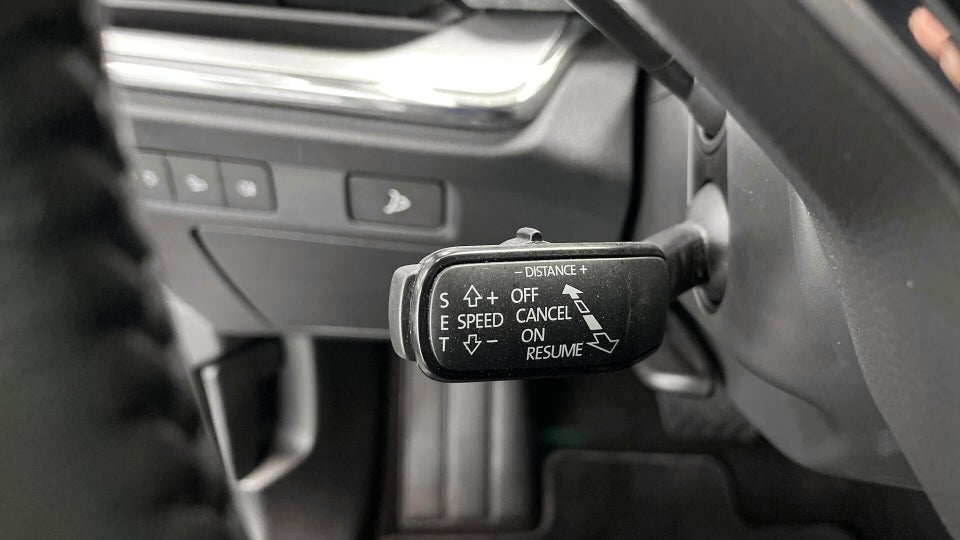 − DISTANCE +
S + OFF
E SPEED CANCEL
T − ON
RESUME